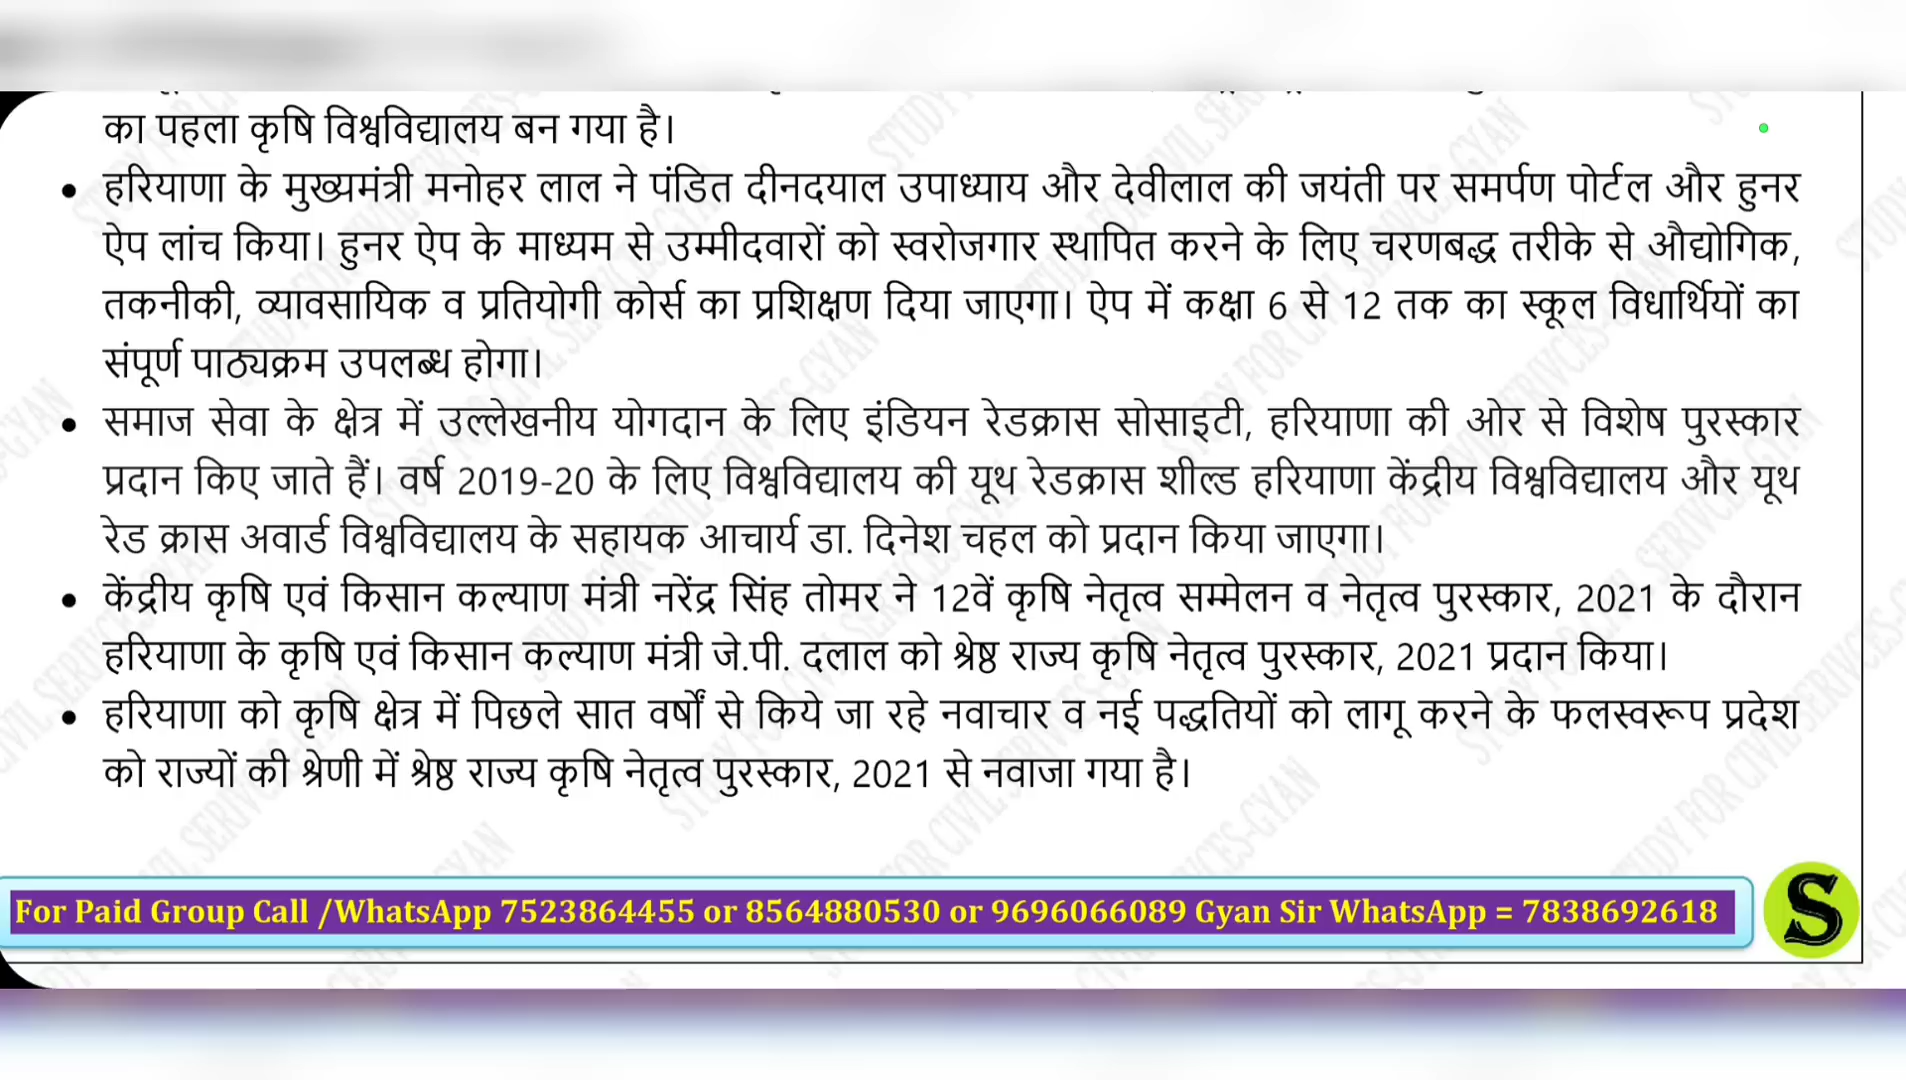 का पहला कृषि विश्वविद्यालय बन गया है।
• हरियाणा के मुख्यमंत्री मनोहर लाल ने पंडित दीनदयाल उपाध्याय और देवीलाल की जयंती पर समर्पण पोर्टल और हुनर
ऐप लांच किया। हुनर ऐप के माध्यम से उम्मीदवारों को स्वरोजगार स्थापित करने के लिए चरणबद्ध तरीके से औद्योगिक,
तकनीकी, व्यावसायिक व प्रतियोगी कोर्स का प्रशिक्षण दिया जाएगा। ऐप में कक्षा 6 से 12 तक का स्कूल विधार्थियों का
संपूर्ण पाठ्यक्रम उपलब्ध होगा।
• समाज सेवा के क्षेत्र में उल्लेखनीय योगदान के लिए इंडियन रेडक्रास सोसाइटी, हरियाणा की ओर से विशेष पुरस्कार
प्रदान किए जाते हैं। वर्ष 2019-20 के लिए विश्वविद्यालय की यूथ रेडक्रास शील्ड हरियाणा केंद्रीय विश्वविद्यालय और यूथ
रेड क्रास अवार्ड विश्वविद्यालय के सहायक आचार्य डा. दिनेश चहल को प्रदान किया जाएगा।
• केंद्रीय कृषि एवं किसान कल्याण मंत्री नरेंद्र सिंह तोमर ने 12वें कृषि नेतृत्व सम्मेलन व नेतृत्व पुरस्कार, 2021 के दौरान
हरियाणा के कृषि एवं किसान कल्याण मंत्री जे.पी. दलाल को श्रेष्ठ राज्य कृषि नेतृत्व पुरस्कार, 2021 प्रदान किया।
• हरियाणा को कृषि क्षेत्र में पिछले सात वर्षों से किये जा रहे नवाचार व नई पद्धतियों को लागू करने के फलस्वरूप प्रदेश
को राज्यों की श्रेणी में श्रेष्ठ राज्य कृषि नेतृत्व पुरस्कार, 2021 से नवाजा गया है।
For Paid Group Call /WhatsApp 7523864455 or 8564880530 or 9696066089 Gyan Sir WhatsApp = 7838692618
S
STUDY FOR CIVIL SERIVCES-GYAN